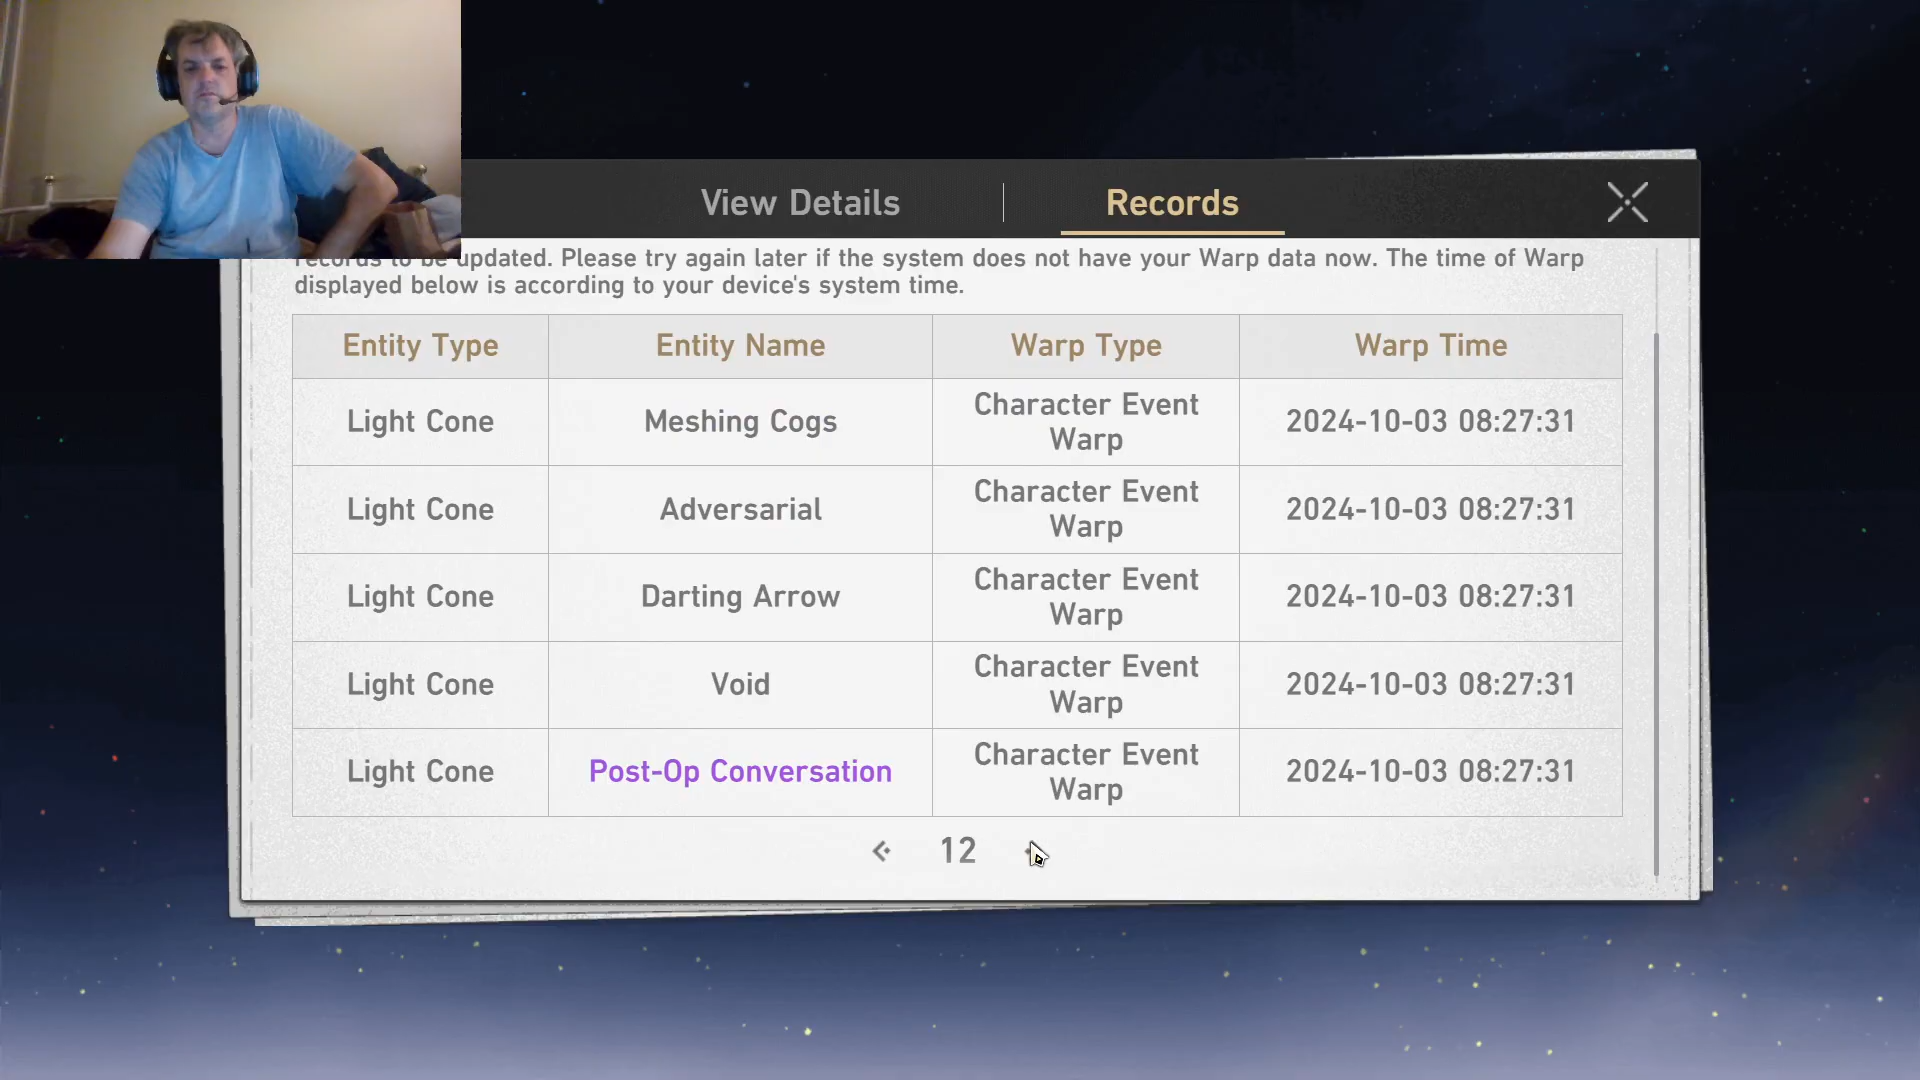 View Details
Records
records to be updated. Please try again later if the system does not have your Warp data now. The time of Warp
displayed below is according to your device's system time.
Entity Type Entity Name Warp Type Warp Time
Light Cone Meshing Cogs Character Event Warp 2024-10-03 08:27:31
Light Cone Adversarial Character Event Warp 2024-10-03 08:27:31
Light Cone Darting Arrow Character Event Warp 2024-10-03 08:27:31
Light Cone Void Character Event Warp 2024-10-03 08:27:31
Light Cone Post-Op Conversation Character Event Warp 2024-10-03 08:27:31
12